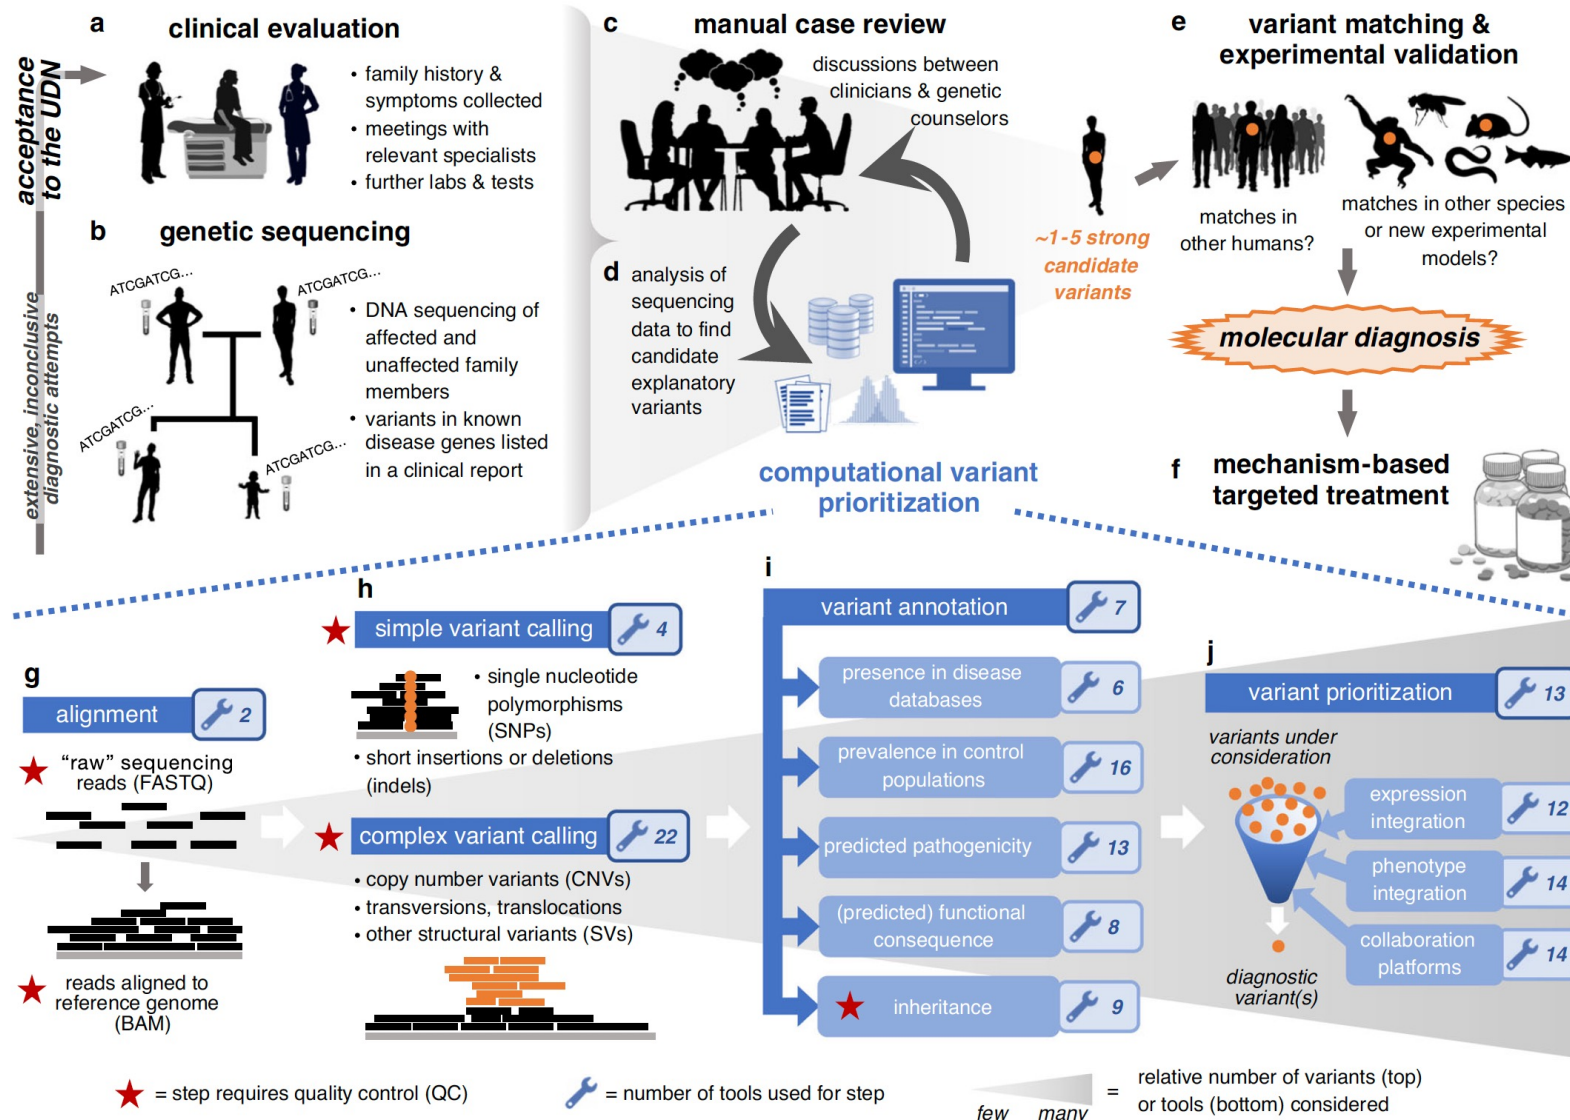 a
clinical evaluation
acceptance
to the UDN
• family history &
symptoms collected
• meetings with
relevant specialists
• further labs & tests
extensive, inconclusive
diagnostic attempts
b
genetic sequencing
ATCGATCG...
ATCGATCG...
ATCGATCG...
ATCGATCG...
• DNA sequencing of
affected and
unaffected family
members
• variants in known
disease genes listed
in a clinical report
c
manual case review
discussions between
clinicians & genetic
counselors
d
analysis of
sequencing
data to find
candidate
explanatory
variants
computational variant
prioritization
~1-5 strong
candidate
variants
e
variant matching &
experimental validation
matches in
other humans?
matches in other species
or new experimental
models?
molecular diagnosis
f
mechanism-based
targeted treatment
g
alignment
2
“raw” sequencing
reads (FASTQ)
reads aligned to
reference genome
(BAM)
h
simple variant calling
4
• single nucleotide
polymorphisms
(SNPs)
• short insertions or deletions
(indels)
complex variant calling
22
• copy number variants (CNVs)
• transversions, translocations
• other structural variants (SVs)
i
variant annotation
7
presence in disease
databases
6
prevalence in control
populations
16
predicted pathogenicity
13
(predicted) functional
consequence
8
inheritance
9
j
variant prioritization
13
variants under
consideration
expression
integration
12
phenotype
integration
14
collaboration
platforms
14
diagnostic
variant(s)
= step requires quality control (QC)
= number of tools used for step
few many
= relative number of variants (top)
or tools (bottom) considered